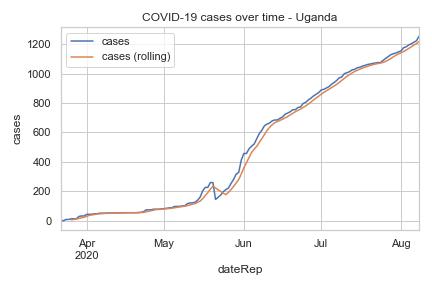 COVID-19 cases over time - Uganda
cases
cases (rolling)
1200
1000
800
600
400
200
0
cases
Apr
2020
May
Jun
Jul
Aug
dateRep